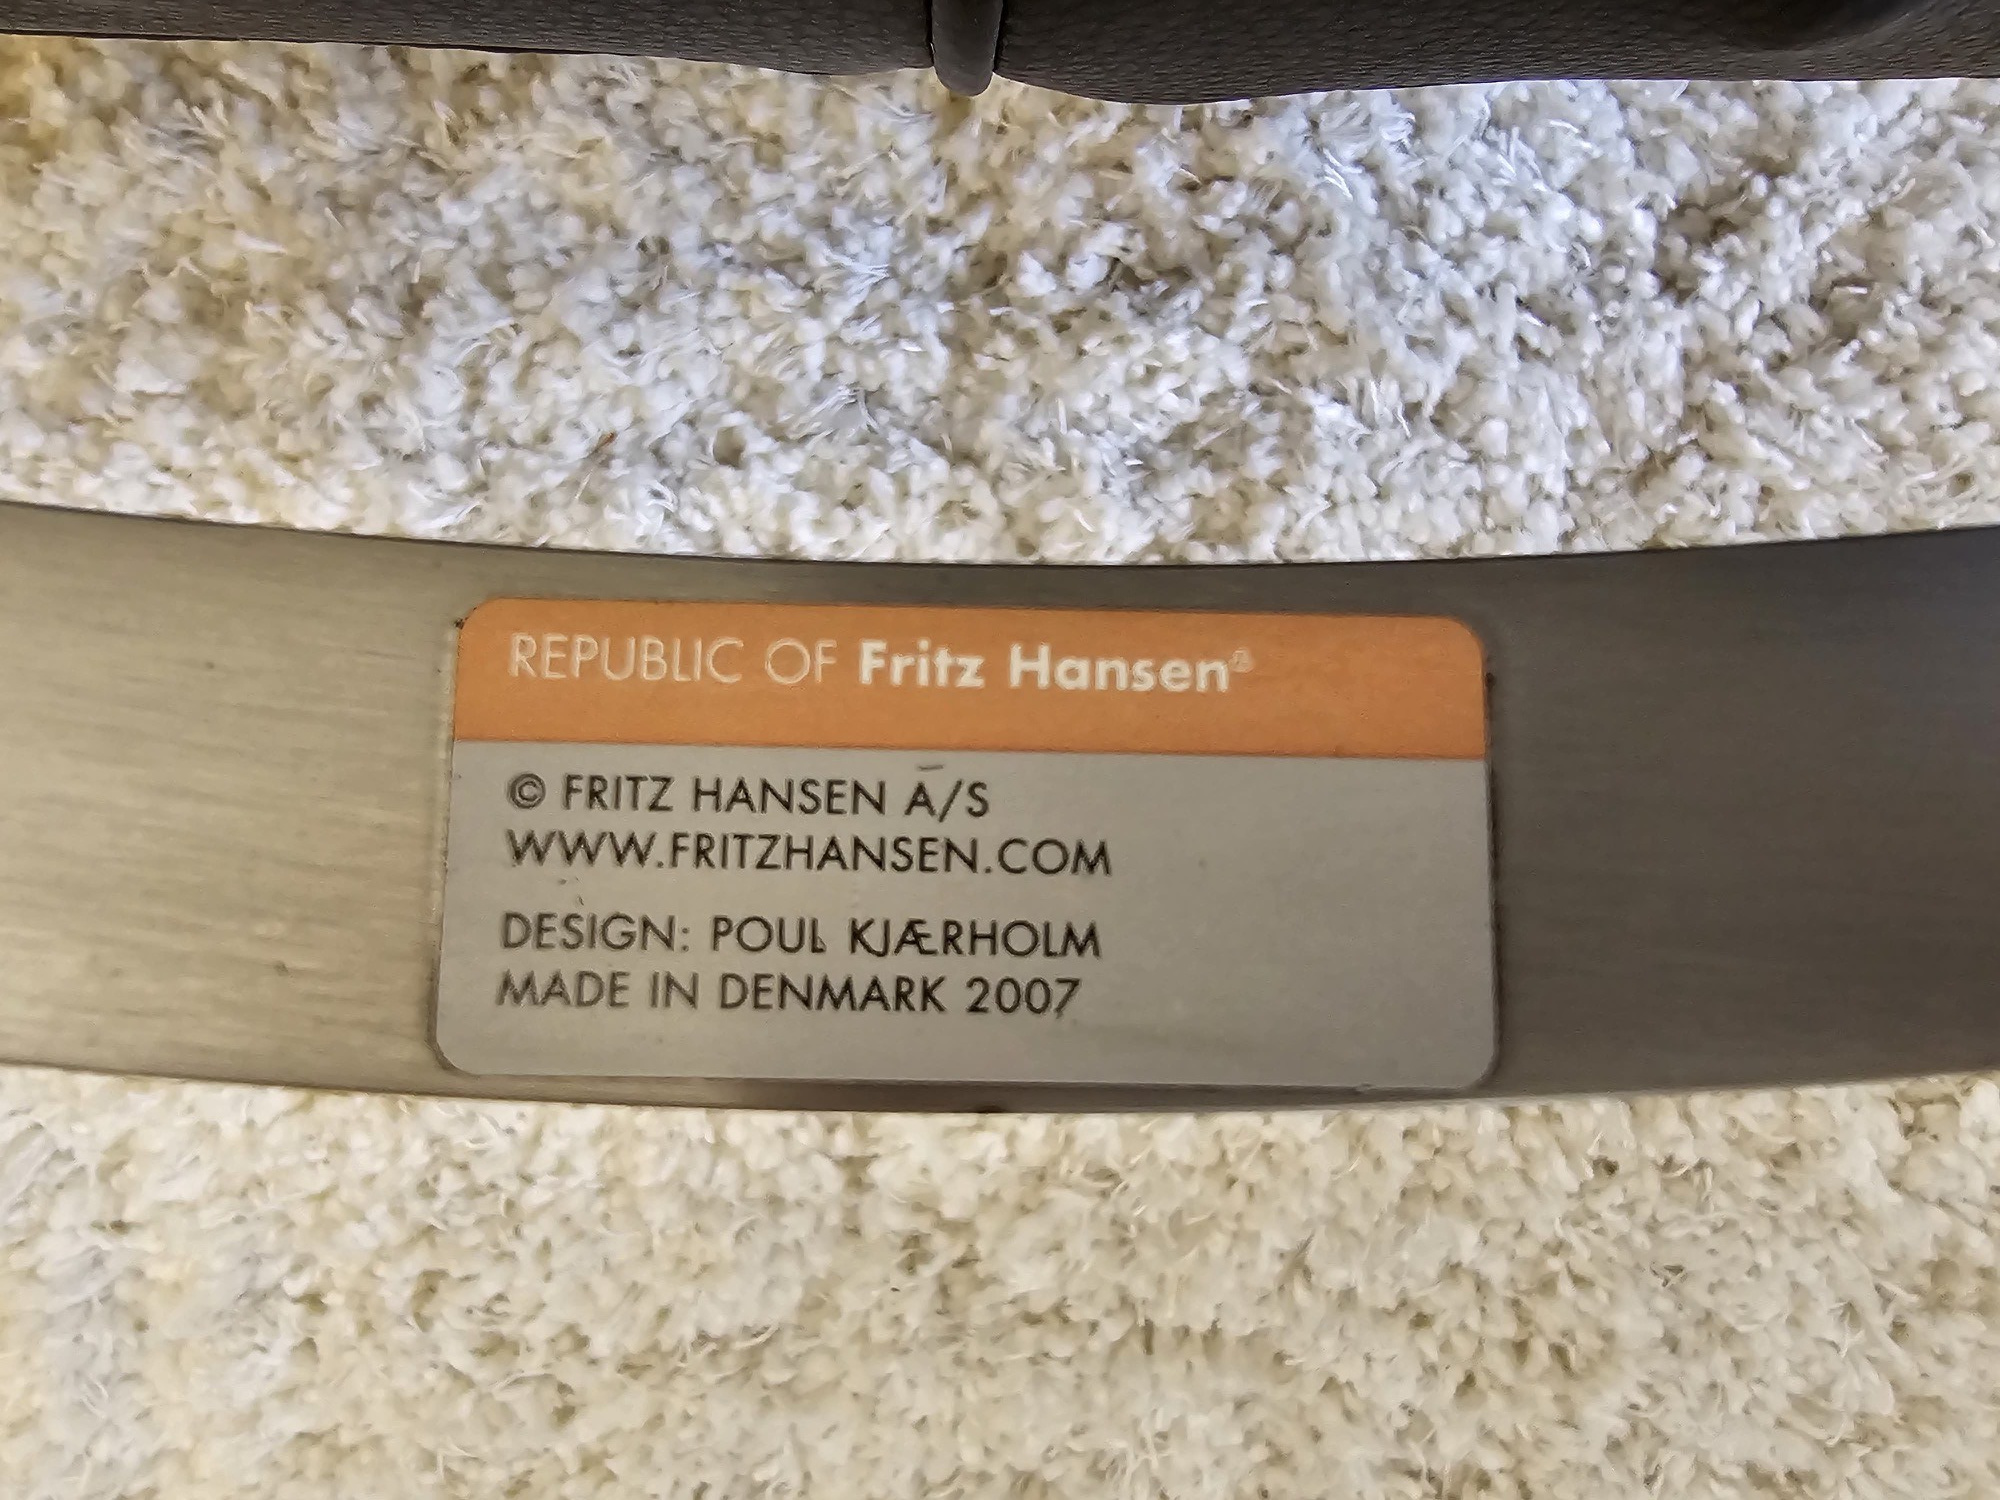 REPUBLIC OF Fritz Hansen®
© FRITZ HANSEN A/S
WWW.FRITZHANSEN.COM
DESIGN: POUL KJÆRHOLM
MADE IN DENMARK 2007